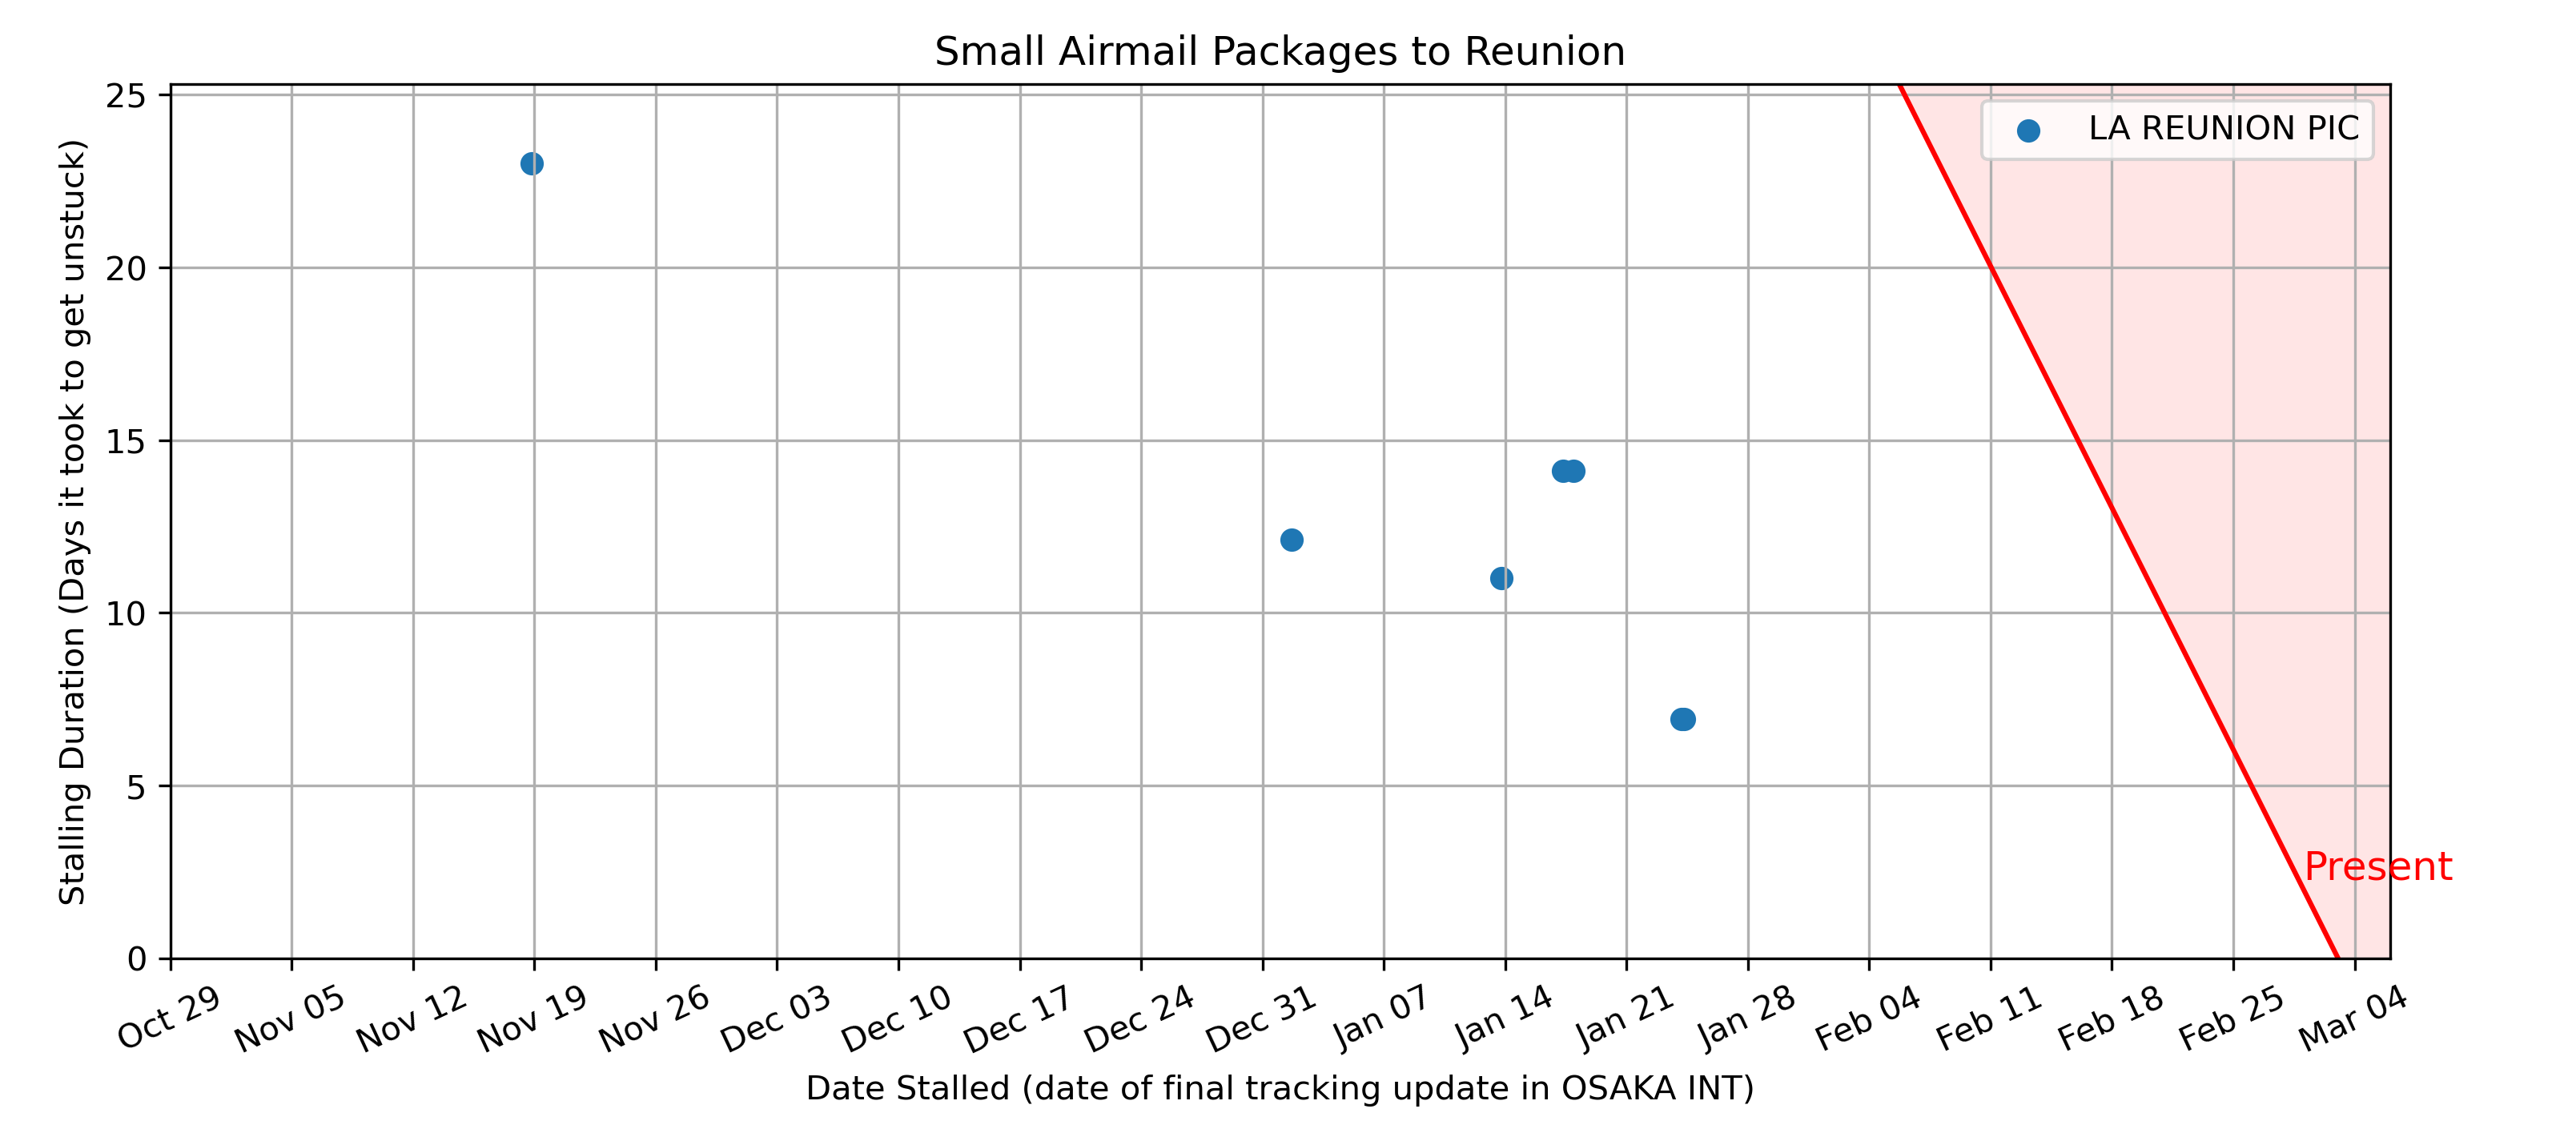 Small Airmail Packages to Reunion
LA REUNION PIC
Stalling Duration (Days it took to get unstuck)
25
20
15
10
5
0
Present
Oct 29
Nov 05
Nov 12
Nov 19
Nov 26
Dec 03
Dec 10
Dec 17
Dec 24
Dec 31
Jan 07
Jan 14
Jan 21
Jan 28
Feb 04
Feb 11
Feb 18
Feb 25
Mar 04
Date Stalled (date of final tracking update in OSAKA INT)